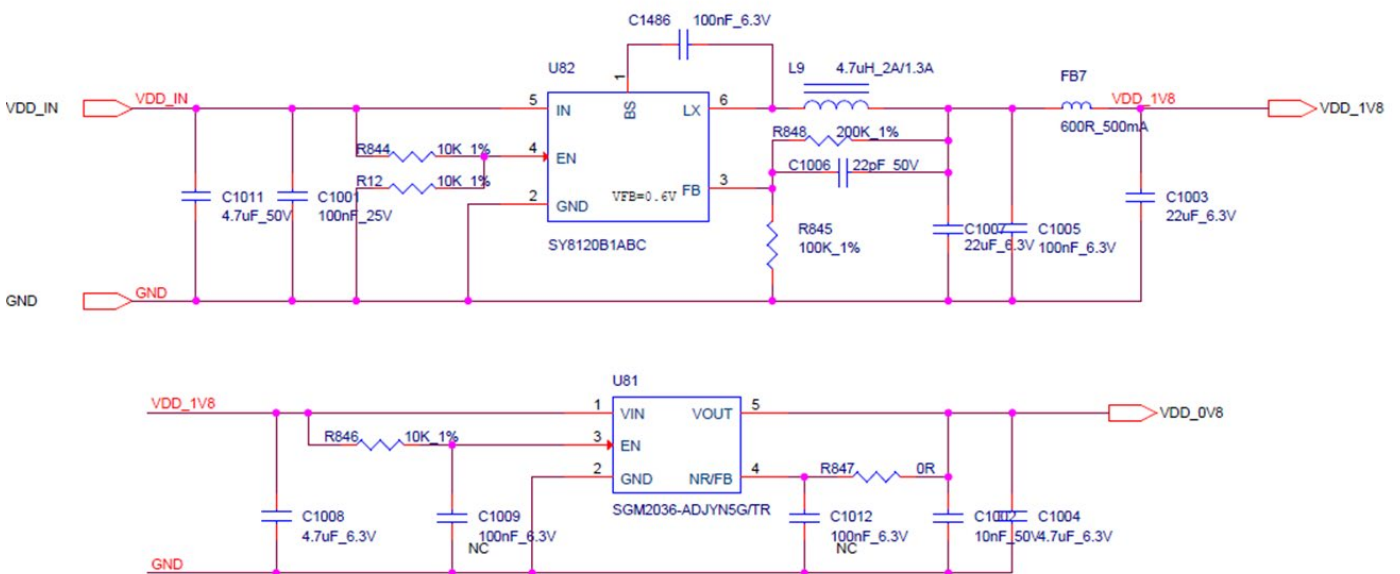 C1486 100nF_6.3V
U82
L9 4.7uH_2A/1.3A
FB7
VDD_IN VDD_IN
5 IN
1 BS
LX 6
VDD_1V8 VDD_1V8
600R_500mA
R844 10K_1%
4 EN
R848 200K_1%
C1006 22pF_50V
R12 10K_1%
2 GND
VFB=0.6V FB 3
C1011
4.7uF_50V
C1001
100nF_25V
SY8120B1ABC
R845
100K_1%
C1007
22uF_6.3V
C1005
100nF_6.3V
C1003
22uF_6.3V
GND GND
U81
VDD_1V8
1 VIN
VOUT 5
VDD_0V8
R846 10K_1%
3 EN
2 GND
NR/FB 4
R847 0R
SGM2036-ADJYN5G/TR
C1008
4.7uF_6.3V
C1009
100nF_6.3V
NC
C1012
100nF_6.3V
NC
C1002
10nF_50V
C1004
4.7uF_6.3V
GND